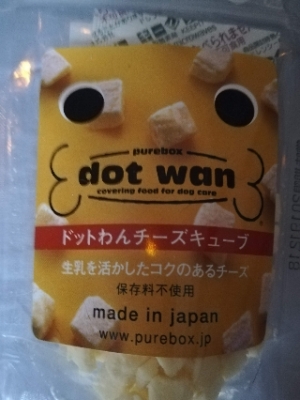 purebox
dot wan
covering food for dog care
ドットわんチーズキューブ
生乳を活かしたコクのあるチーズ
保存料不使用
made in japan
www.purebox.jp